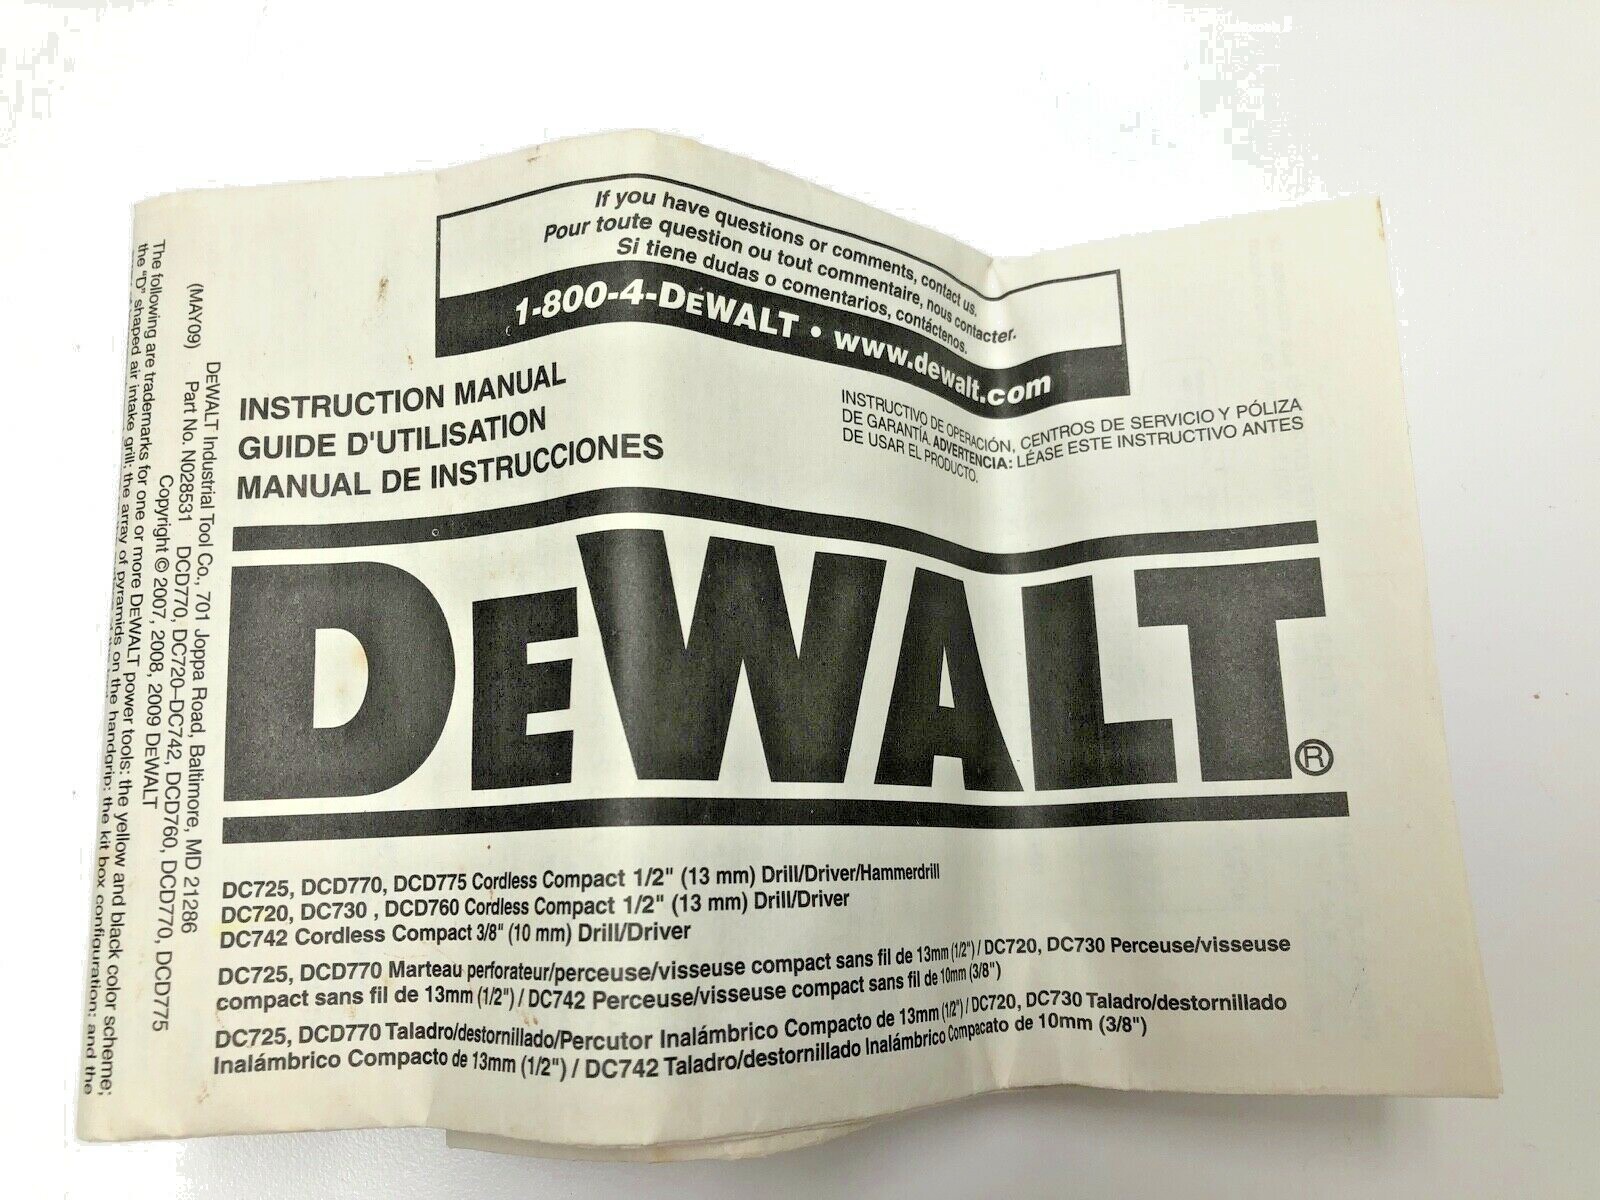 If you have questions or comments, contact us.
Pour toute question ou tout commentaire, nous contacter.
Si tiene dudas o comentarios, contáctenos.
1-800-4-DEWALT • www.dewalt.com
INSTRUCTION MANUAL
GUIDE D'UTILISATION
MANUAL DE INSTRUCCIONES
INSTRUCTIVO DE OPERACIÓN, CENTROS DE SERVICIO Y PÓLIZA
DE GARANTÍA. ADVERTENCIA: LÉASE ESTE INSTRUCTIVO ANTES
DE USAR EL PRODUCTO.
DEWALT®
DC725, DCD770, DCD775 Cordless Compact 1/2" (13 mm) Drill/Driver/Hammerdrill
DC720, DC730 , DCD760 Cordless Compact 1/2" (13 mm) Drill/Driver
DC742 Cordless Compact 3/8" (10 mm) Drill/Driver
DC725, DCD770 Marteau perforateur/perceuse/visseuse compact sans fil de 13mm (1/2") / DC720, DC730 Perceuse/visseuse
compact sans fil de 13mm (1/2") / DC742 Perceuse/visseuse compact sans fil de 10mm (3/8")
DC725, DCD770 Taladro/destornillado/Percutor Inalámbrico Compacto de 13mm (1/2") / DC720, DC730 Taladro/destornillado
Inalámbrico Compacto de 13mm (1/2") / DC742 Taladro/destornillado Inalámbrico Compacato de 10mm (3/8")
DEWALT Industrial Tool Co., 701 Joppa Road, Baltimore, MD 21286
(MAY09) Part No. N028531 DCD770, DC720–DC742, DCD760, DCD770, DCD775
Copyright © 2007, 2008, 2009 DEWALT
The following are trademarks for one or more DEWALT power tools: the yellow and black color scheme;
the "D" shaped air intake grill; the array of pyramids on the handgrip; the kit box configuration; and the